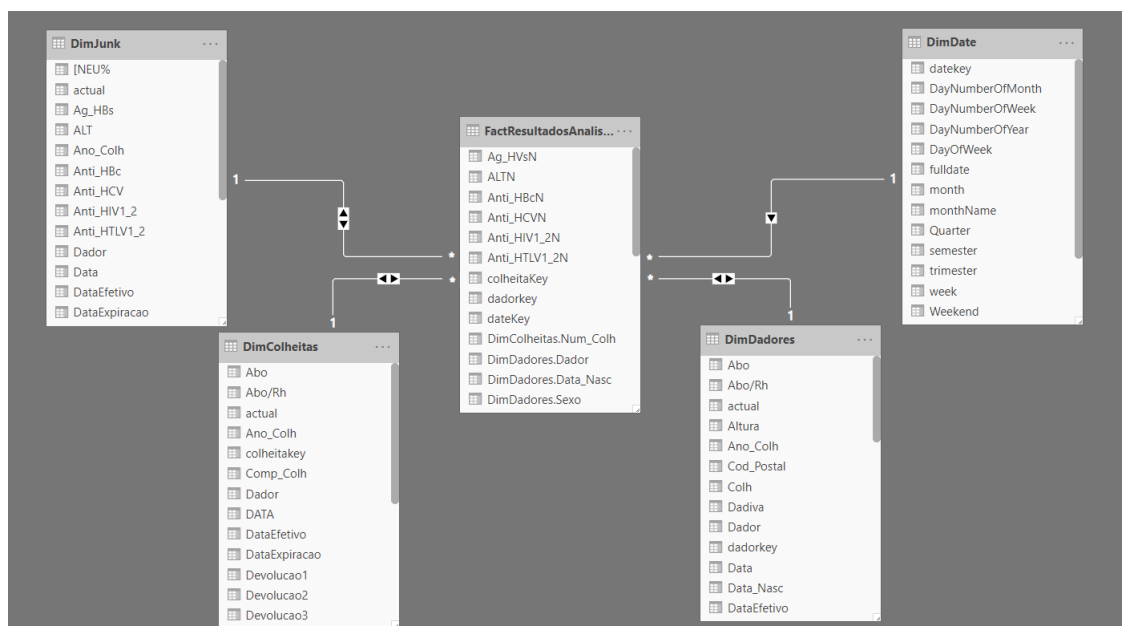 DimJunk ...
[NEU%
actual
Ag_HBs
ALT
Ano_Colh
Anti_HBc
Anti_HCV
Anti_HIV1_2
Anti_HTLV1_2
Dador
Data
DataEfetivo
DataExpiracao
1
*
DimColheitas ...
Abo
Abo/Rh
actual
Ano_Colh
colheitakey
Comp_Colh
Dador
DATA
DataEfetivo
DataExpiracao
Devolucao1
Devolucao2
Devolucao3
1
*
FactResultadosAnalis... ...
Ag_HVsN
ALTN
Anti_HBcN
Anti_HCVN
Anti_HIV1_2N
Anti_HTLV1_2N
colheitaKey
dadorkey
dateKey
DimColheitas.Num_Colh
DimDadores.Dador
DimDadores.Data_Nasc
DimDadores.Sexo
DimDate ...
datekey
DayNumberOfMonth
DayNumberOfWeek
DayNumberOfYear
DayOfWeek
fulldate
month
monthName
Quarter
semester
trimester
week
Weekend
1
*
DimDadores ...
Abo
Abo/Rh
actual
Altura
Ano_Colh
Cod_Postal
Colh
Dadiva
Dador
dadorkey
Data
Data_Nasc
DataEfetivo
1
*